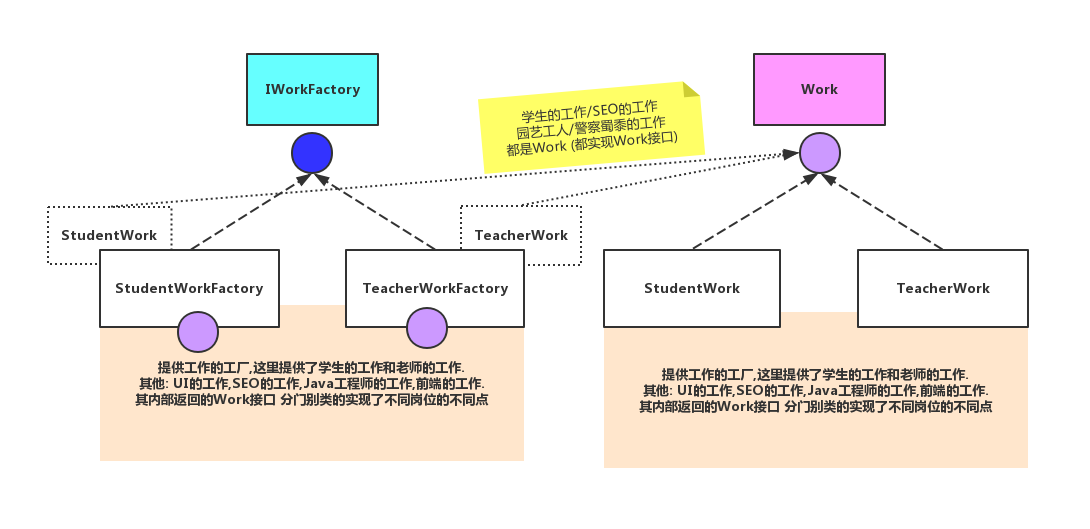 IWorkFactory
Work
学生的工作/SEO的工作
园艺工人/警察蜀黍的工作
都是Work (都实现Work接口)
StudentWork
TeacherWork
StudentWorkFactory
TeacherWorkFactory
StudentWork
TeacherWork
提供工作的工厂,这里提供了学生的工作和老师的工作.
其他: UI的工作,SEO的工作,Java工程师的工作,前端的工作.
其内部返回的Work接口 分门别类的实现了不同岗位的不同点
提供工作的工厂,这里提供了学生的工作和老师的工作.
其他: UI的工作,SEO的工作,Java工程师的工作,前端的工作.
其内部返回的Work接口 分门别类的实现了不同岗位的不同点